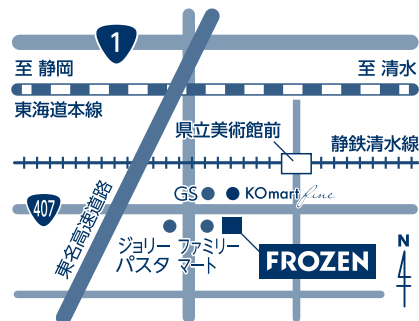 1
至 静岡
至 清水
東海道本線
県立美術館前
静鉄清水線
GS
KOmart fine
407
東名高速道路
ジョリー
パスタ
ファミリー
マート
FROZEN
N
4